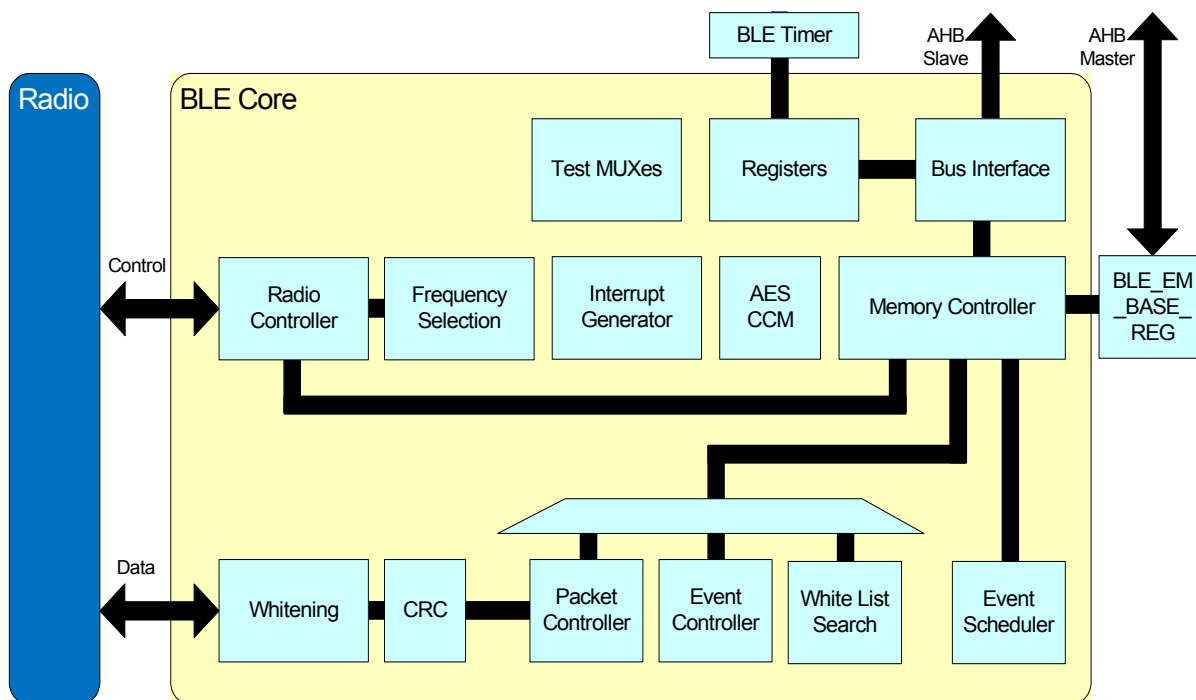 BLE Timer
AHB
Slave
AHB
Master
Radio
BLE Core
Test MUXes
Registers
Bus Interface
Control
Radio
Controller
Frequency
Selection
Interrupt
Generator
AES
CCM
Memory Controller
BLE_EM
_BASE_
REG
Data
Whitening
CRC
Packet
Controller
Event
Controller
White List
Search
Event
Scheduler